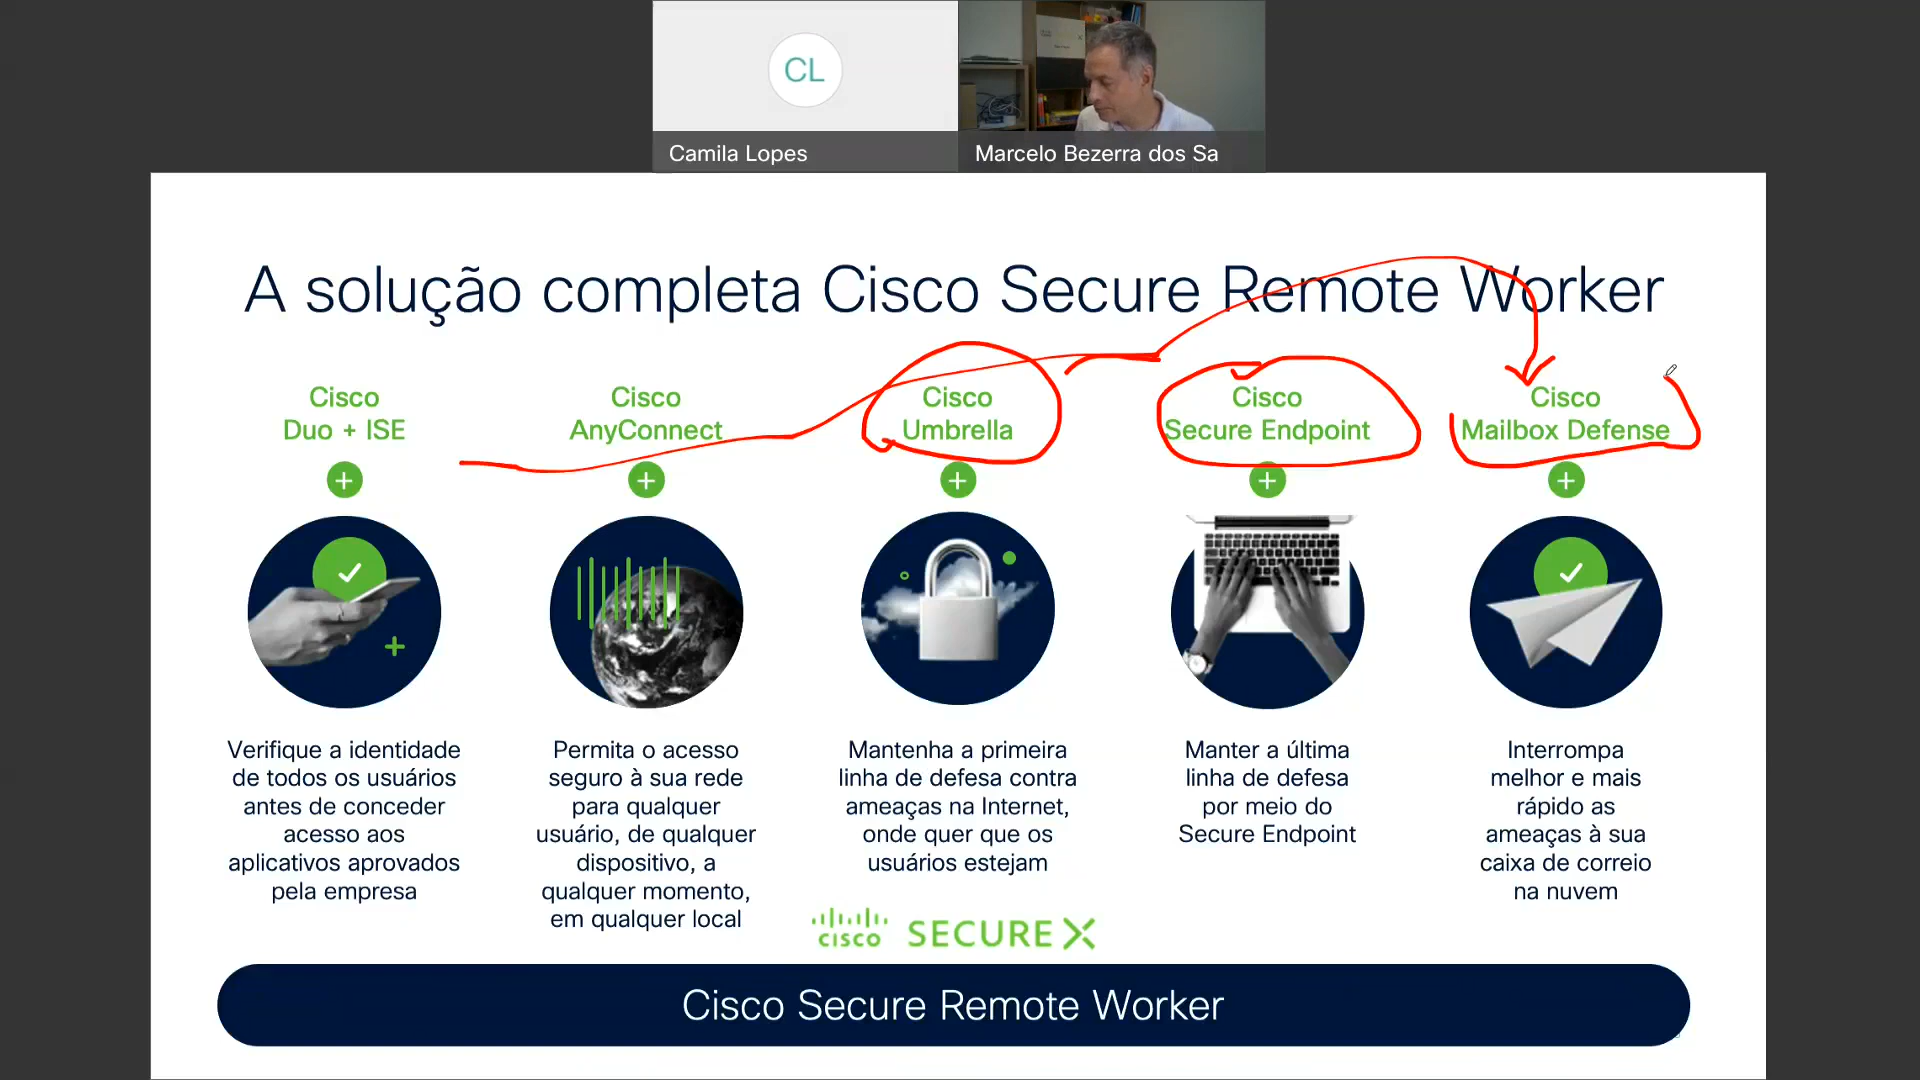 CL
Camila Lopes
Marcelo Bezerra dos Sa
A solução completa Cisco Secure Remote Worker
Cisco
Duo + ISE
Cisco
AnyConnect
Cisco
Umbrella
Cisco
Secure Endpoint
Cisco
Mailbox Defense
Verifique a identidade
de todos os usuários
antes de conceder
acesso aos
aplicativos aprovados
pela empresa
Permita o acesso
seguro à sua rede
para qualquer
usuário, de qualquer
dispositivo, a
qualquer momento,
em qualquer local
Mantenha a primeira
linha de defesa contra
ameaças na Internet,
onde quer que os
usuários estejam
Manter a última
linha de defesa
por meio do
Secure Endpoint
Interrompa
melhor e mais
rápido as
ameaças à sua
caixa de correio
na nuvem
CISCO SECURE X
Cisco Secure Remote Worker